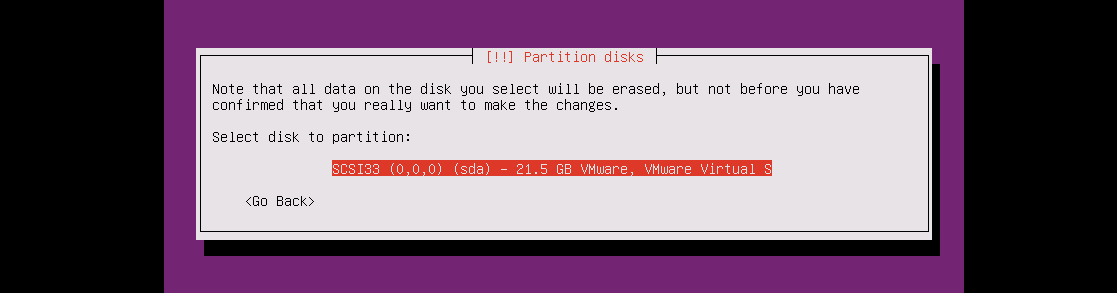 [!!] Partition disks
Note that all data on the disk you select will be erased, but not before you have
confirmed that you really want to make the changes.
Select disk to partition:
SCSI33 (0,0,0) (sda) - 21.5 GB VMware, VMware Virtual S
<Go Back>